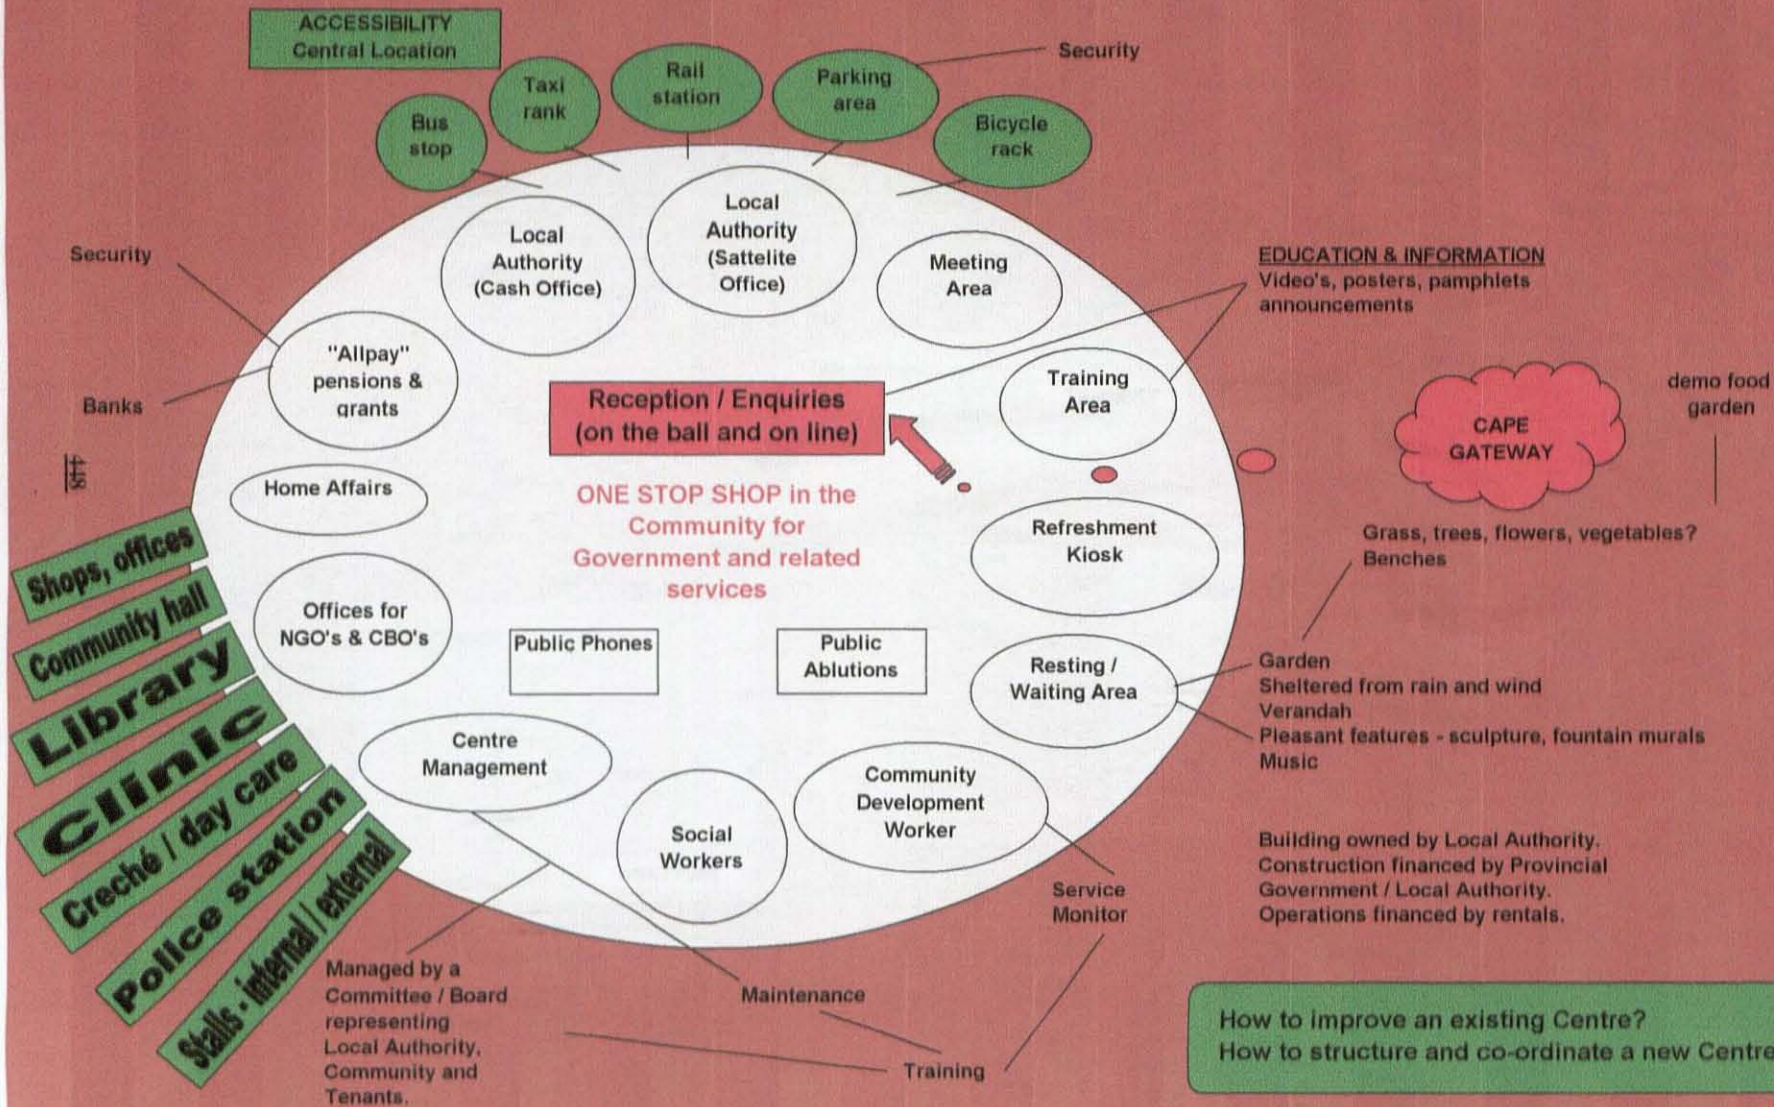 ACCESSIBILITY
Central Location
Bus
stop
Taxi
rank
Rail
station
Parking
area
Bicycle
rack
Security
Local
Authority
(Cash Office)
Local
Authority
(Sattelite
Office)
Meeting
Area
Security
Banks
"Allpay"
pensions &
grants
EDUCATION & INFORMATION
Video's, posters, pamphlets
announcements
Training
Area
Reception / Enquiries
(on the ball and on line)
CAPE
GATEWAY
demo food
garden
448
Home Affairs
ONE STOP SHOP in the
Community for
Government and related
services
Refreshment
Kiosk
Grass, trees, flowers, vegetables?
Benches
Shops, offices
Community hall
Library
Clinic
Creché / day care
Police station
Stalls - internal / external
Offices for
NGO's & CBO's
Public Phones
Public
Ablutions
Resting /
Waiting Area
Garden
Sheltered from rain and wind
Verandah
Pleasant features - sculpture, fountain murals
Music
Centre
Management
Social
Workers
Community
Development
Worker
Service
Monitor
Building owned by Local Authority.
Construction financed by Provincial
Government / Local Authority.
Operations financed by rentals.
Managed by a
Committee / Board
representing
Local Authority,
Community and
Tenants.
Maintenance
Training
How to improve an existing Centre?
How to structure and co-ordinate a new Centre